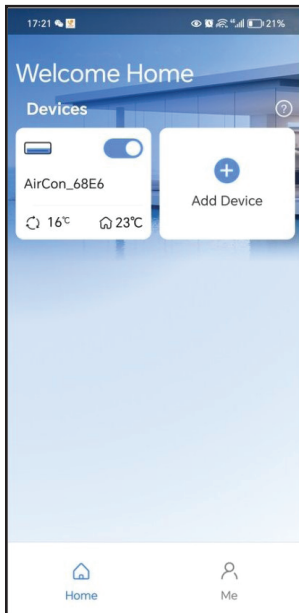 17:21 21%
Welcome Home
Devices
?
AirCon_68E6
Add Device
16℃ 23℃
Home Me